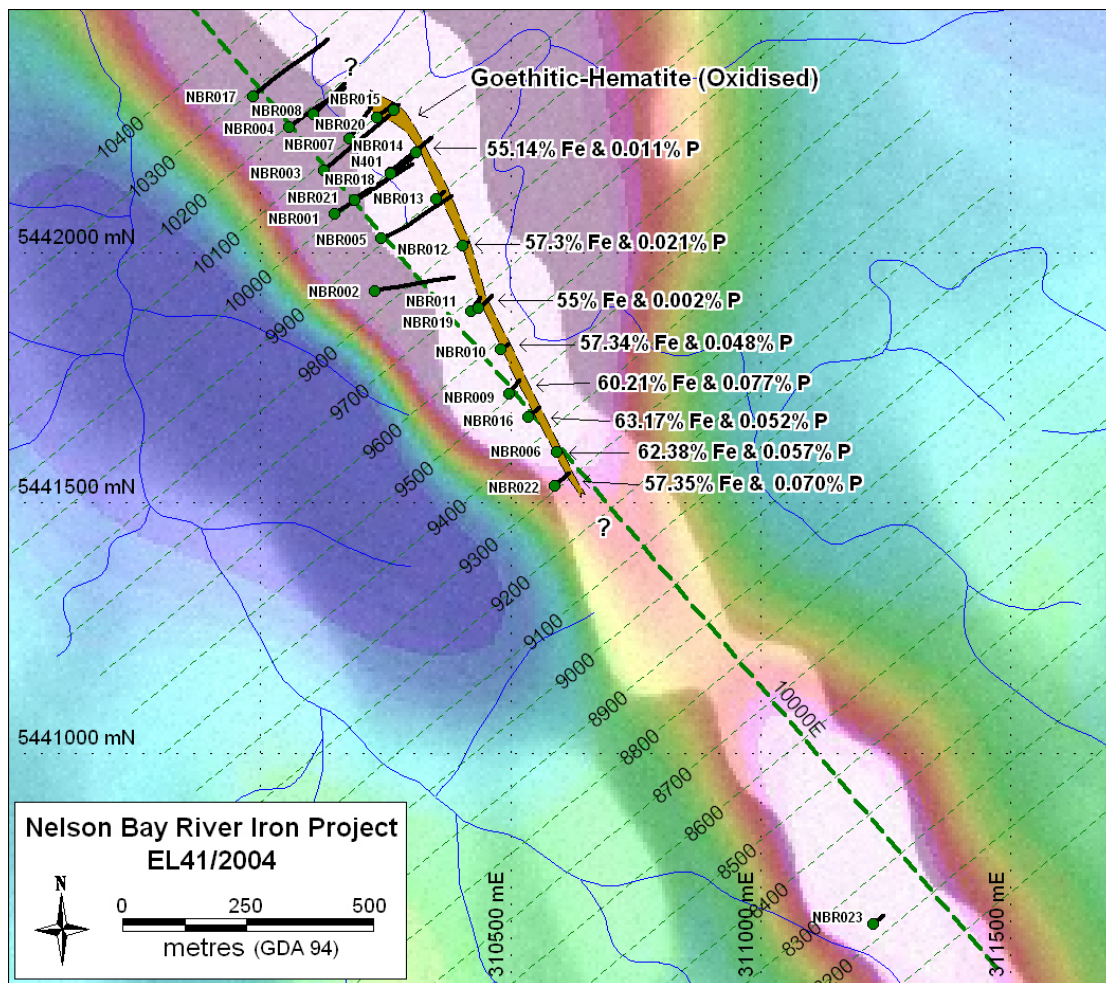 Goethitic-Hematite (Oxidised)
?
NBR017
NBR008
NBR015
NBR004
NBR020
NBR007
NBR014
N401
NBR003
NBR018
NBR021
NBR013
NBR001
NBR005
NBR012
NBR002
NBR011
NBR019
NBR010
NBR009
NBR016
NBR006
NBR022
NBR023
55.14% Fe & 0.011% P
57.3% Fe & 0.021% P
55% Fe & 0.002% P
57.34% Fe & 0.048% P
60.21% Fe & 0.077% P
63.17% Fe & 0.052% P
62.38% Fe & 0.057% P
57.35% Fe & 0.070% P
?
10400
10300
10200
10100
10000
9900
9800
9700
9600
9500
9400
9300
9200
9100
9000
8900
8800
8700
8600
8500
8400
8300
8200
10000E
5442000 mN
5441500 mN
5441000 mN
310500 mE
311000 mE
311500 mE
Nelson Bay River Iron Project
EL41/2004
N
0 250 500
metres (GDA 94)